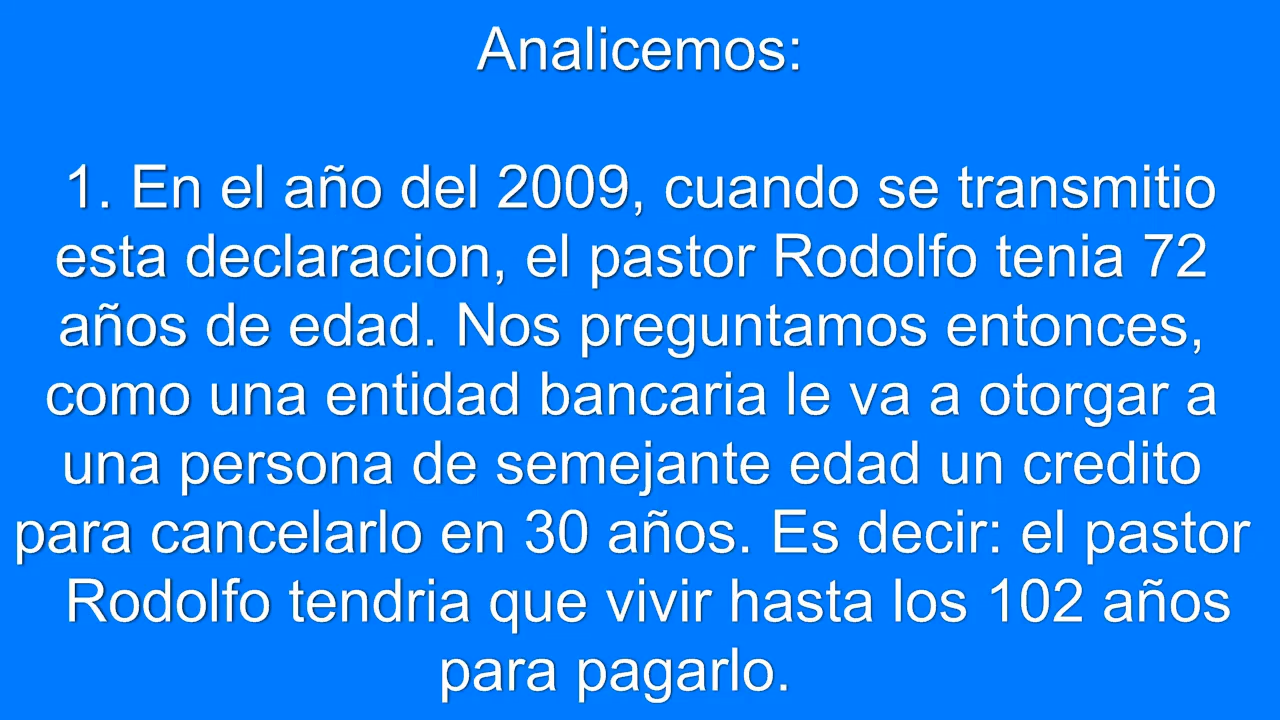 Analicemos:
1. En el año del 2009, cuando se transmitio
esta declaracion, el pastor Rodolfo tenia 72
años de edad. Nos preguntamos entonces,
como una entidad bancaria le va a otorgar a
una persona de semejante edad un credito
para cancelarlo en 30 años. Es decir: el pastor
Rodolfo tendria que vivir hasta los 102 años
para pagarlo.